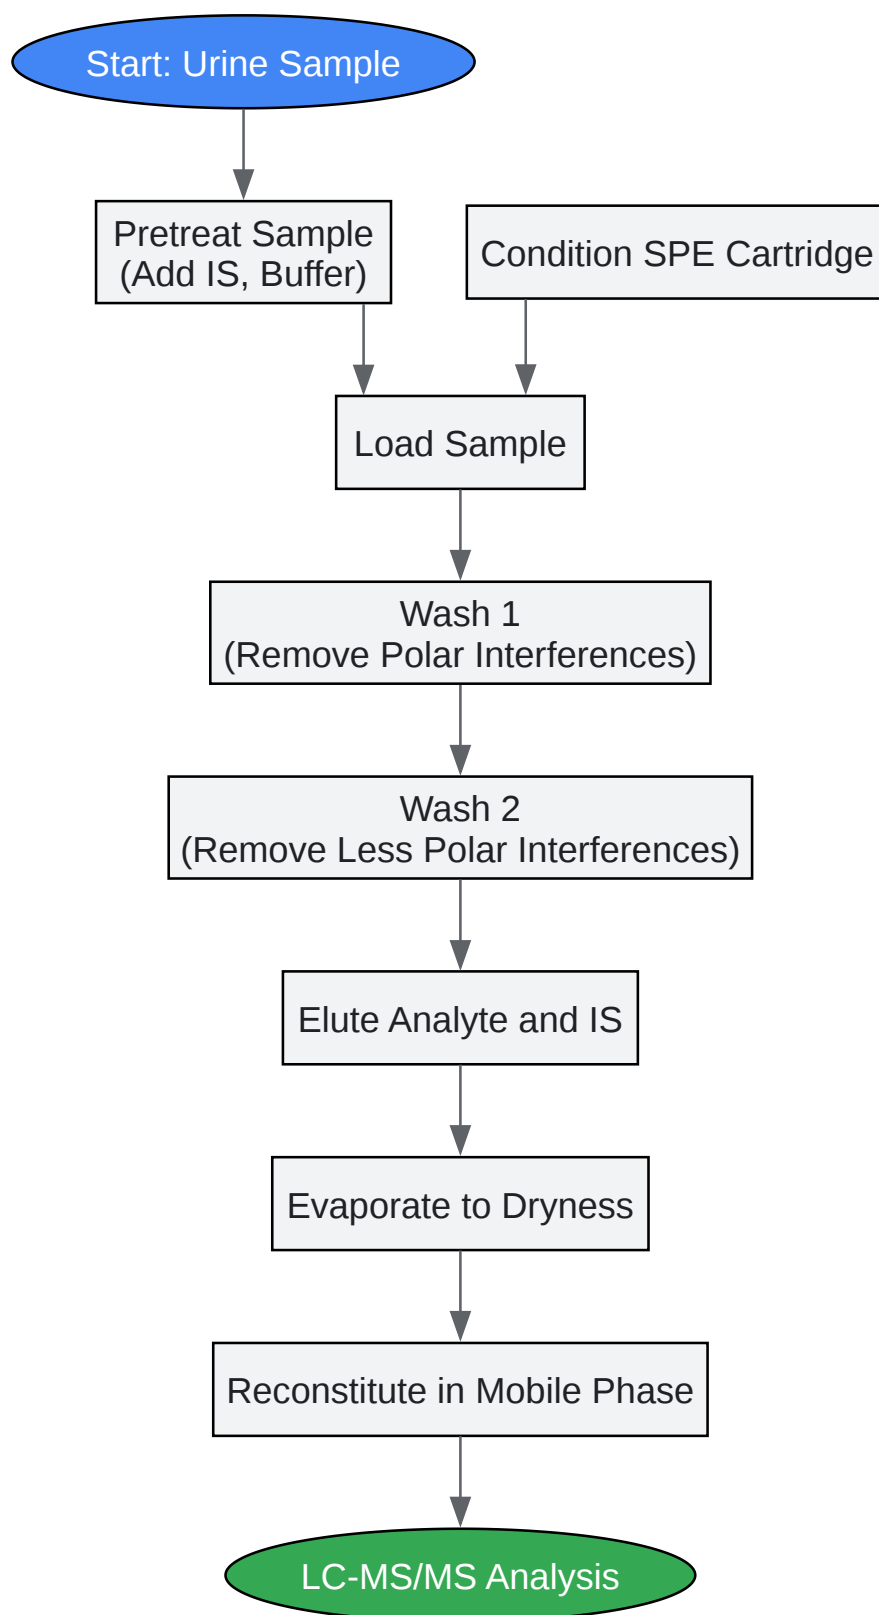 Start: Urine Sample
Pretreat Sample
(Add IS, Buffer)
Condition SPE Cartridge
Load Sample
Wash 1
(Remove Polar Interferences)
Wash 2
(Remove Less Polar Interferences)
Elute Analyte and IS
Evaporate to Dryness
Reconstitute in Mobile Phase
LC-MS/MS Analysis